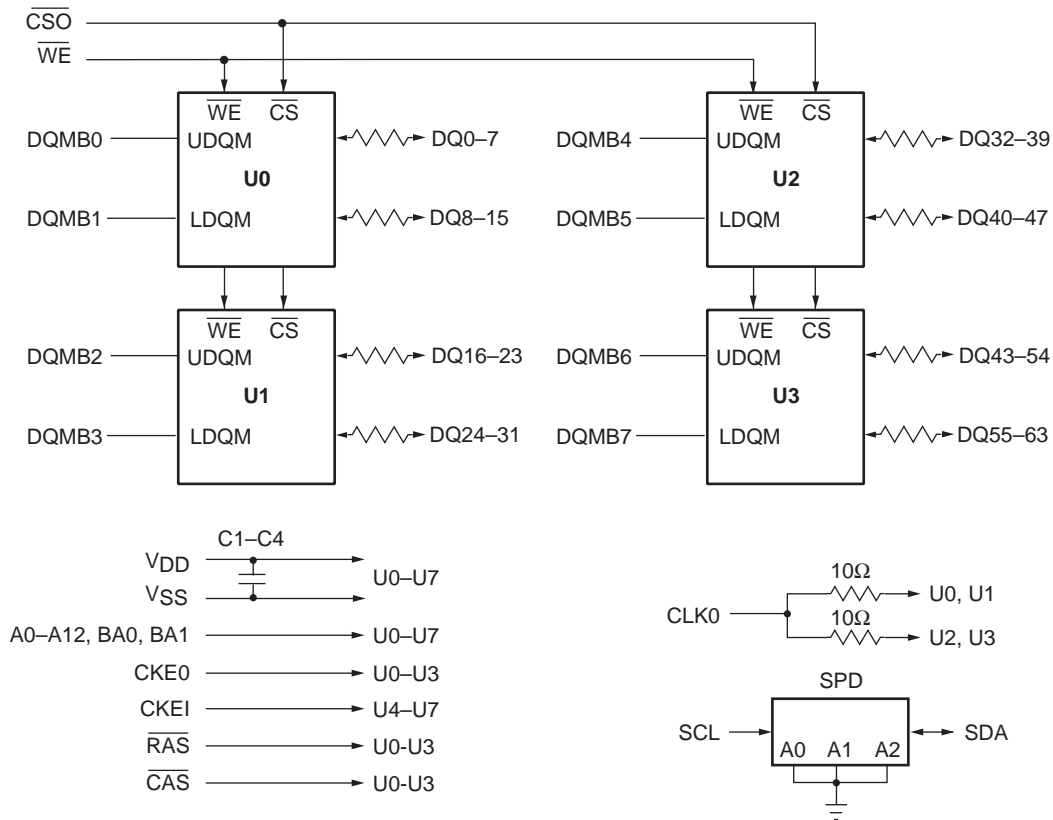 CSO
WE
WE CS
DQMB0 UDQM DQ0–7
U0
DQMB1 LDQM DQ8–15
WE CS
DQMB4 UDQM DQ32–39
U2
DQMB5 LDQM DQ40–47
WE CS
DQMB2 UDQM DQ16–23
U1
DQMB3 LDQM DQ24–31
WE CS
DQMB6 UDQM DQ43–54
U3
DQMB7 LDQM DQ55–63
C1–C4
VDD
U0–U7
VSS
A0–A12, BA0, BA1 U0–U7
CKE0 U0–U3
CKEI U4–U7
RAS U0-U3
CAS U0-U3
10Ω
U0, U1
CLK0
10Ω
U2, U3
SPD
SCL SDA
A0 A1 A2